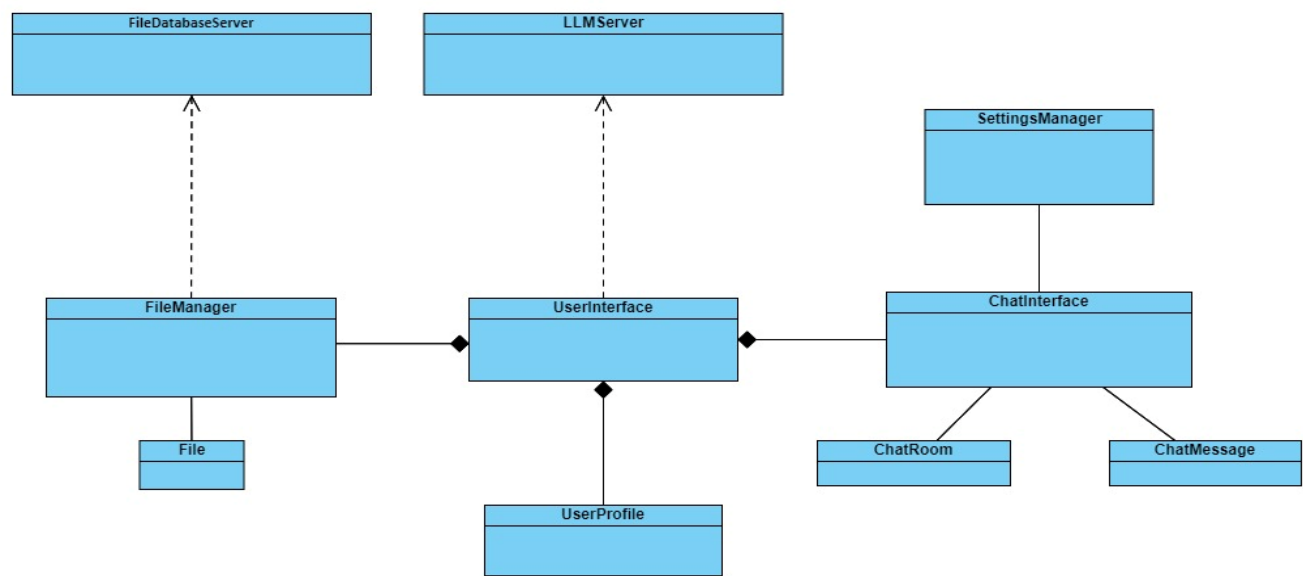 FileDatabaseServer
LLMServer
SettingsManager
FileManager
UserInterface
ChatInterface
File
ChatRoom
ChatMessage
UserProfile